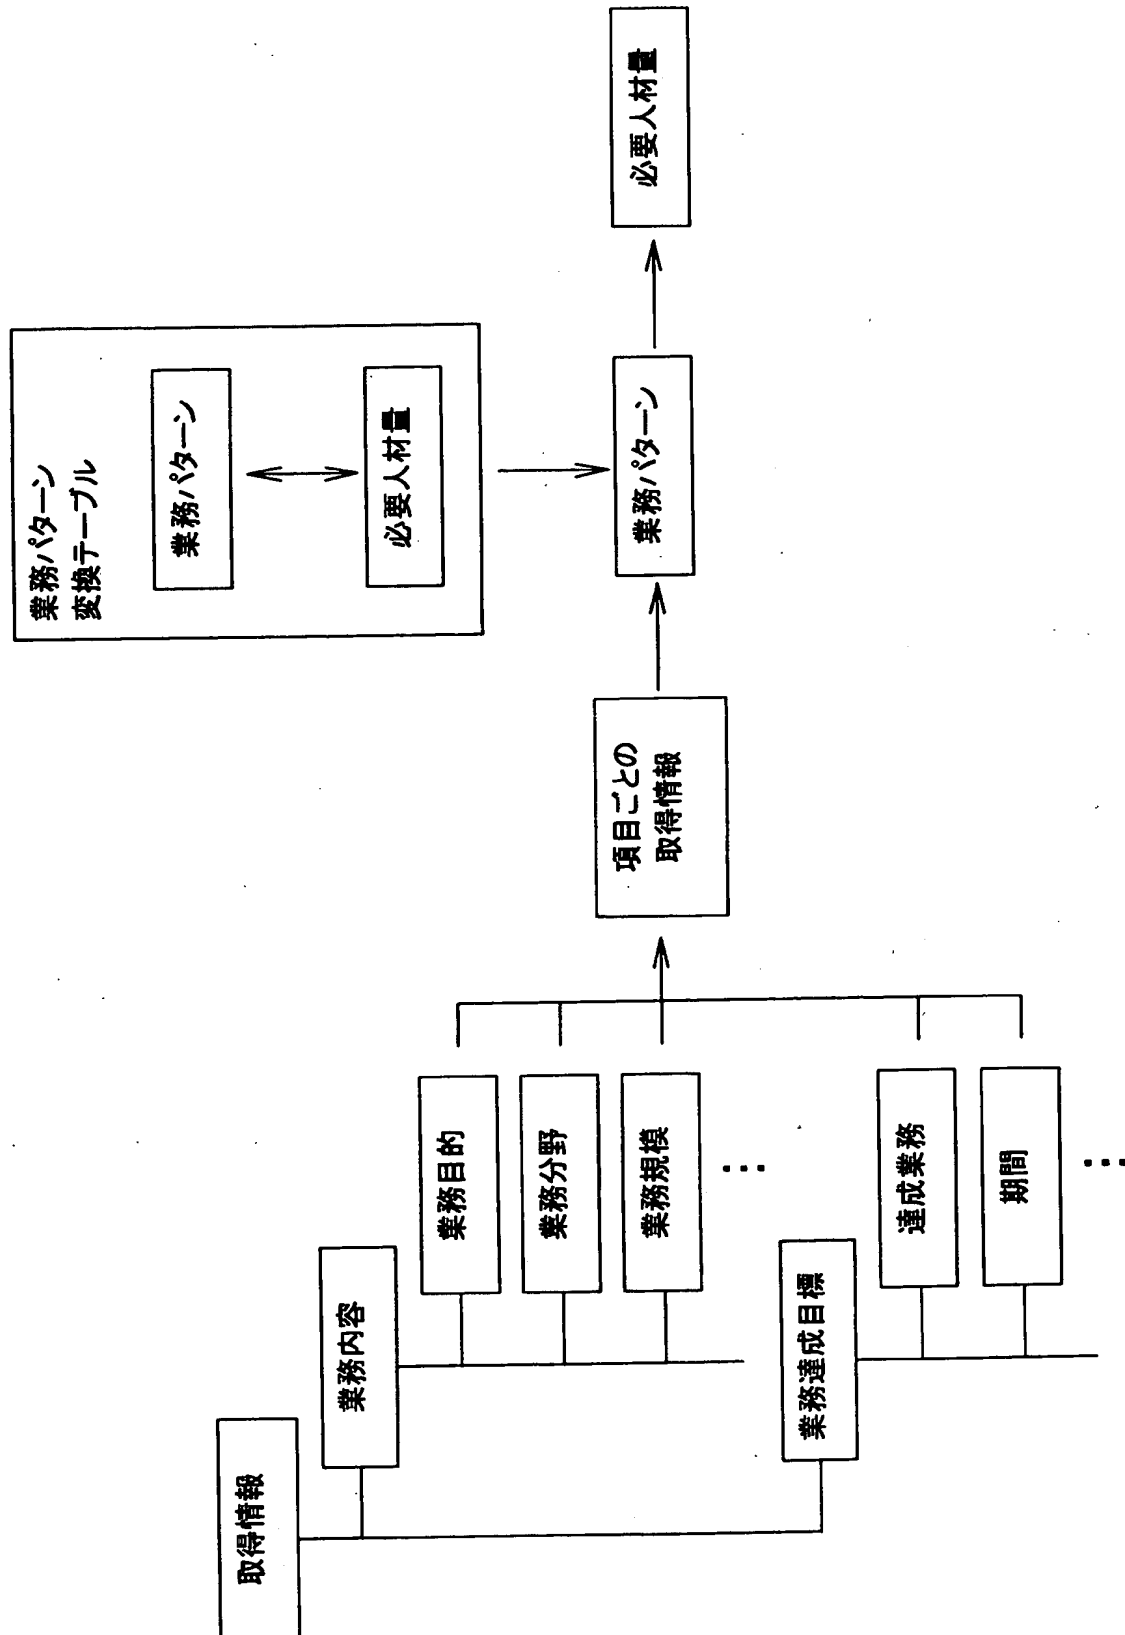 取得情報
業務内容
業務目的
業務分野
業務規模
⋮
業務達成目標
達成業務
期間
⋮
項目ごとの
取得情報
業務パターン
変換テーブル
業務パターン
必要人材量
業務パターン
必要人材量